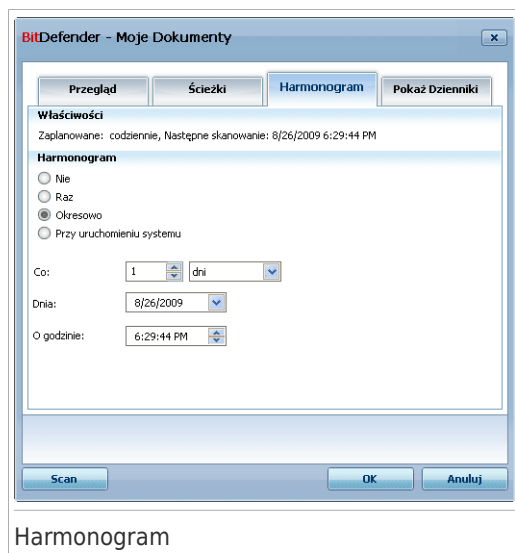 BitDefender - Moje Dokumenty
Przegląd Ścieżki Harmonogram Pokaż Dzienniki
Właściwości
Zaplanowane: codziennie, Następne skanowanie: 8/26/2009 6:29:44 PM
Harmonogram
Nie
Raz
Okresowo
Przy uruchomieniu systemu
Co: 1 dni
Dnia: 8/26/2009
O godzinie: 6:29:44 PM
Scan OK Anuluj
Harmonogram